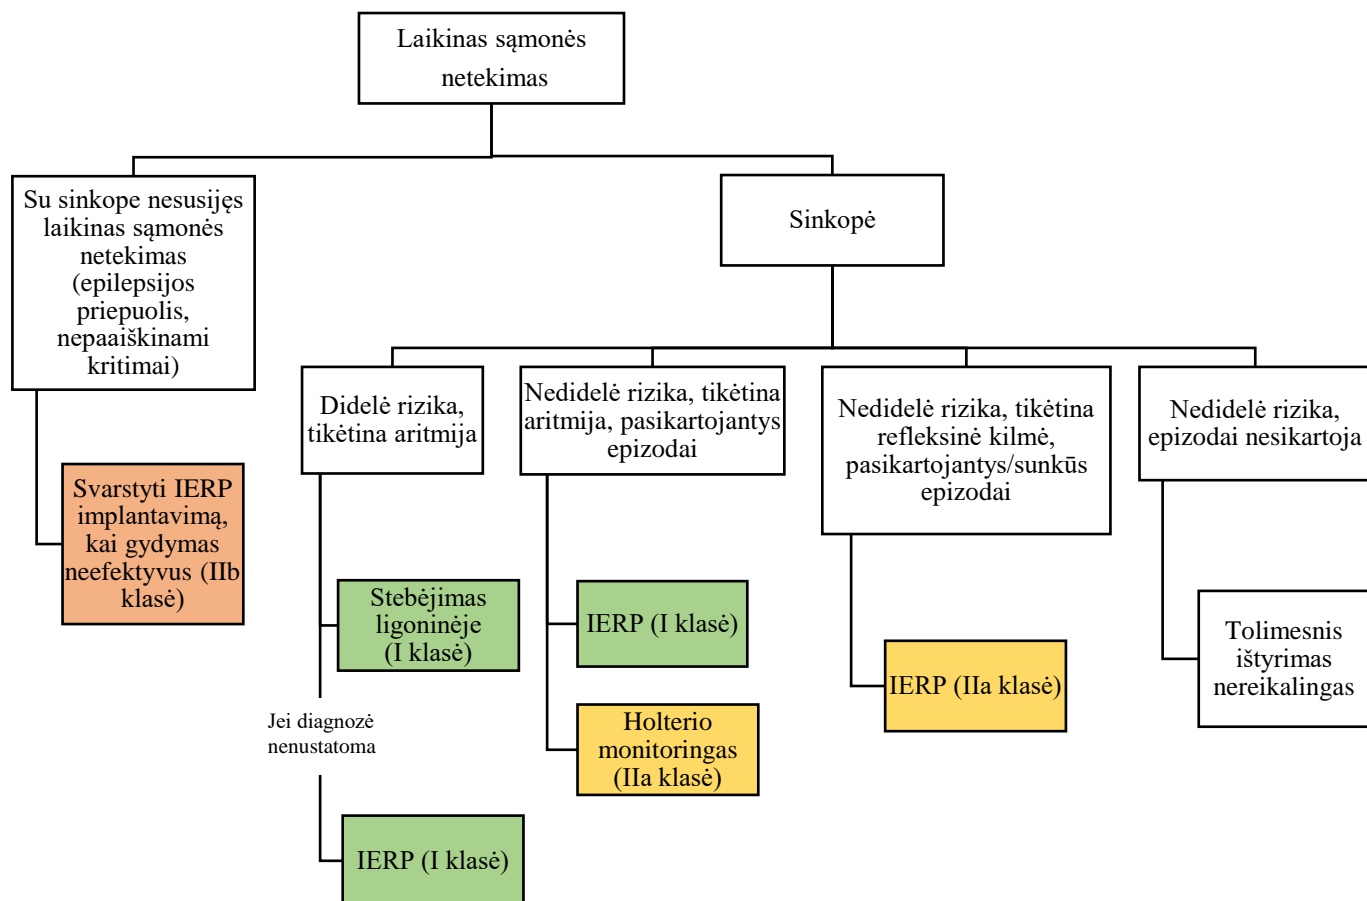 Laikinas sąmonės
netekimas
Su sinkope nesusijęs
laikinas sąmonės
netekimas
(epilepsijos
priepuolis,
nepaaiškinami
kritimai)
Sinkopė
Didelė rizika,
tikėtina aritmija
Nedidelė rizika, tikėtina
aritmija, pasikartojantys
epizodai
Nedidelė rizika, tikėtina
refleksinė kilmė,
pasikartojantys/sunkūs
epizodai
Nedidelė rizika,
epizodai nesikartoja
Svarstyti IERP
implantavimą,
kai gydymas
neefektyvus (IIb
klasė)
Stebėjimas
ligoninėje
(I klasė)
IERP (I klasė)
Holterio
monitoringas
(IIa klasė)
IERP (IIa klasė)
Tolimesnis
ištyrimas
nereikalingas
Jei diagnozė
nenustatoma
IERP (I klasė)